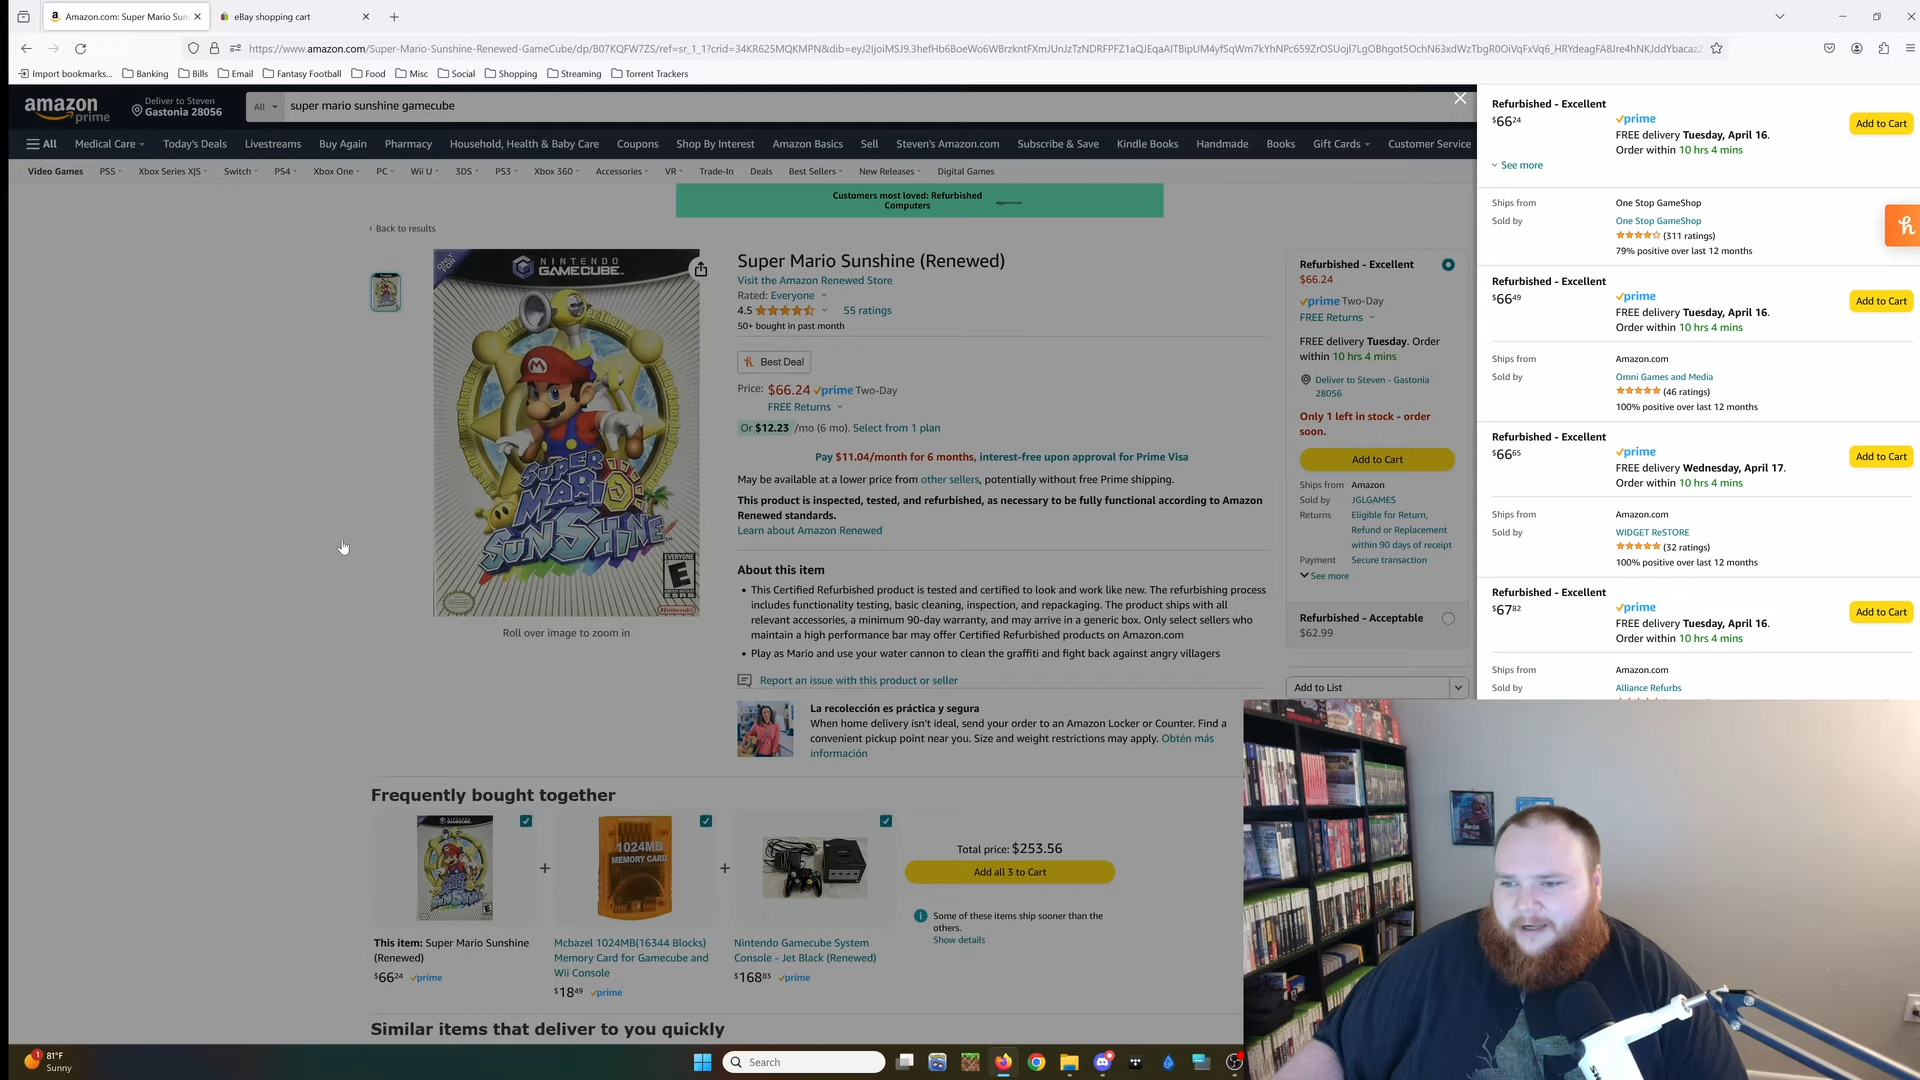 Amazon.com: Super Mario Sun
eBay shopping cart
https://www.amazon.com/Super-Mario-Sunshine-Renewed-GameCube/dp/B07KQFW7ZS/ref=sr_1_1?
Import bookmarks...
Banking
Bills
Email
Fantasy Football
Food
Misc
Social
Shopping
Streaming
Torrent Trackers
amazon
prime
Deliver to Steven
Gastonia 28056
All
super mario sunshine gamecube
All
Medical Care
Today's Deals
Livestreams
Buy Again
Pharmacy
Household, Health & Baby Care
Coupons
Shop By Interest
Amazon Basics
Sell
Steven's Amazon.com
Subscribe & Save
Kindle Books
Handmade
Books
Gift Cards
Customer Service
Video Games
PS5
Xbox Series X|S
Switch
PS4
Xbox One
PC
Wii U
3DS
PS3
Xbox 360
Accessories
VR
Trade-In
Deals
Best Sellers
New Releases
Digital Games
Customers most loved: Refurbished
Computers
‹ Back to results
ONLY FOR
NINTENDO
GAMECUBE
SUPER
MARIO
SUNSHINE
EVERYONE
E
Nintendo
Roll over image to zoom in
Super Mario Sunshine (Renewed)
Visit the Amazon Renewed Store
Rated: Everyone
4.5
55 ratings
50+ bought in past month
Best Deal
Price: $66.24 prime Two-Day
FREE Returns
Or $12.23 /mo (6 mo). Select from 1 plan
Pay $11.04/month for 6 months, interest-free upon approval for Prime Visa
May be available at a lower price from other sellers, potentially without free Prime shipping.
This product is inspected, tested, and refurbished, as necessary to be fully functional according to Amazon
Renewed standards.
Learn about Amazon Renewed
About this item
• This Certified Refurbished product is tested and certified to look and work like new. The refurbishing process
includes functionality testing, basic cleaning, inspection, and repackaging. The product ships with all
relevant accessories, a minimum 90-day warranty, and may arrive in a generic box. Only select sellers who
maintain a high performance bar may offer Certified Refurbished products on Amazon.com
• Play as Mario and use your water cannon to clean the graffiti and fight back against angry villagers
Report an issue with this product or seller
La recolección es práctica y segura
When home delivery isn't ideal, send your order to an Amazon Locker or Counter. Find a
convenient pickup point near you. Size and weight restrictions may apply. Obtén más
información
Refurbished - Excellent
$66.24
prime Two-Day
FREE Returns
FREE delivery Tuesday. Order
within 10 hrs 4 mins
Deliver to Steven - Gastonia
28056
Only 1 left in stock - order
soon.
Add to Cart
Ships from Amazon
Sold by JGLGAMES
Returns Eligible for Return,
Refund or Replacement
within 90 days of receipt
Payment Secure transaction
See more
Refurbished - Acceptable
$62.99
Add to List
Refurbished - Excellent
$66 24
prime
FREE delivery Tuesday, April 16.
Order within 10 hrs 4 mins
Add to Cart
See more
Ships from One Stop GameShop
Sold by One Stop GameShop
(311 ratings)
79% positive over last 12 months
Refurbished - Excellent
$66 49
prime
FREE delivery Tuesday, April 16.
Order within 10 hrs 4 mins
Add to Cart
Ships from Amazon.com
Sold by Omni Games and Media
(46 ratings)
100% positive over last 12 months
Refurbished - Excellent
$66 65
prime
FREE delivery Wednesday, April 17.
Order within 10 hrs 4 mins
Add to Cart
Ships from Amazon.com
Sold by WIDGET ReSTORE
(32 ratings)
100% positive over last 12 months
Refurbished - Excellent
$67 82
prime
FREE delivery Tuesday, April 16.
Order within 10 hrs 4 mins
Add to Cart
Ships from Amazon.com
Sold by Alliance Refurbs
Frequently bought together
1024MB
MEMORY CARD
+
+
Total price: $253.56
Add all 3 to Cart
Some of these items ship sooner than the
others.
Show details
This item: Super Mario Sunshine
(Renewed)
$66 24 prime
Mcbazel 1024MB(16344 Blocks)
Memory Card for Gamecube and
Wii Console
$18 49 prime
Nintendo Gamecube System
Console - Jet Black (Renewed)
$168 83 prime
Similar items that deliver to you quickly
1
81°F
Sunny
Search